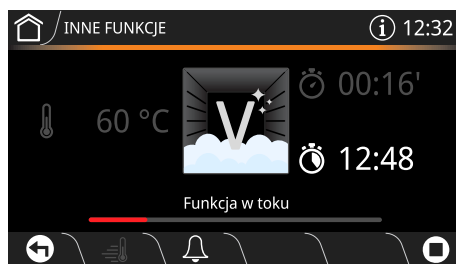 INNE FUNKCJE
12:32
60 °C
V
00:16'
12:48
Funkcja w toku